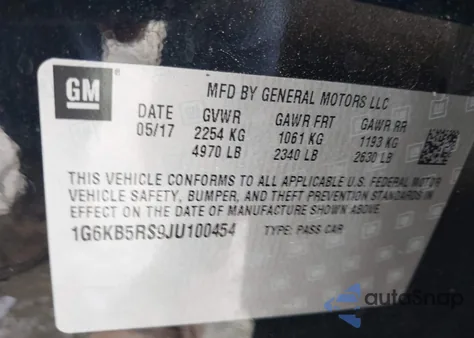 GM
MFD BY GENERAL MOTORS LLC
DATE GVWR GAWR FRT GAWR RR
05/17 2254 KG 1061 KG 1193 KG
4970 LB 2340 LB 2630 LB
THIS VEHICLE CONFORMS TO ALL APPLICABLE U.S. FEDERAL MOTOR
VEHICLE SAFETY, BUMPER, AND THEFT PREVENTION STANDARDS IN
EFFECT ON THE DATE OF MANUFACTURE SHOWN ABOVE.
1G6KB5RS9JU100454 TYPE: PASS CAR
autoSnap